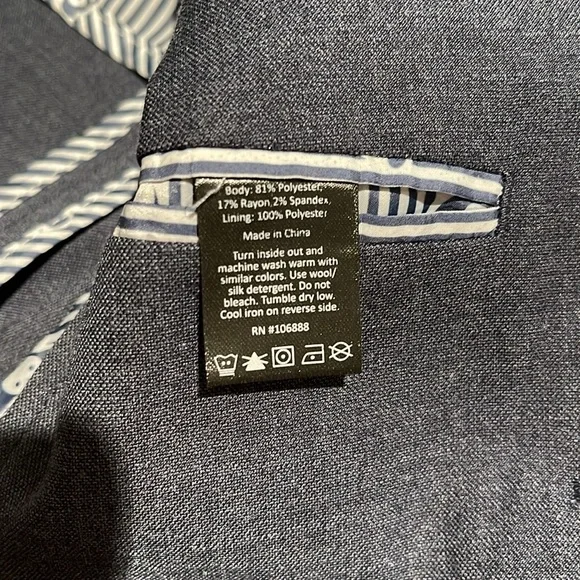 Body: 81% Polyester,
17% Rayon, 2% Spandex,
Lining: 100% Polyester
Made in China
Turn inside out and
machine wash warm with
similar colors. Use wool/
silk detergent. Do not
bleach. Tumble dry low.
Cool iron on reverse side.
RN #106888